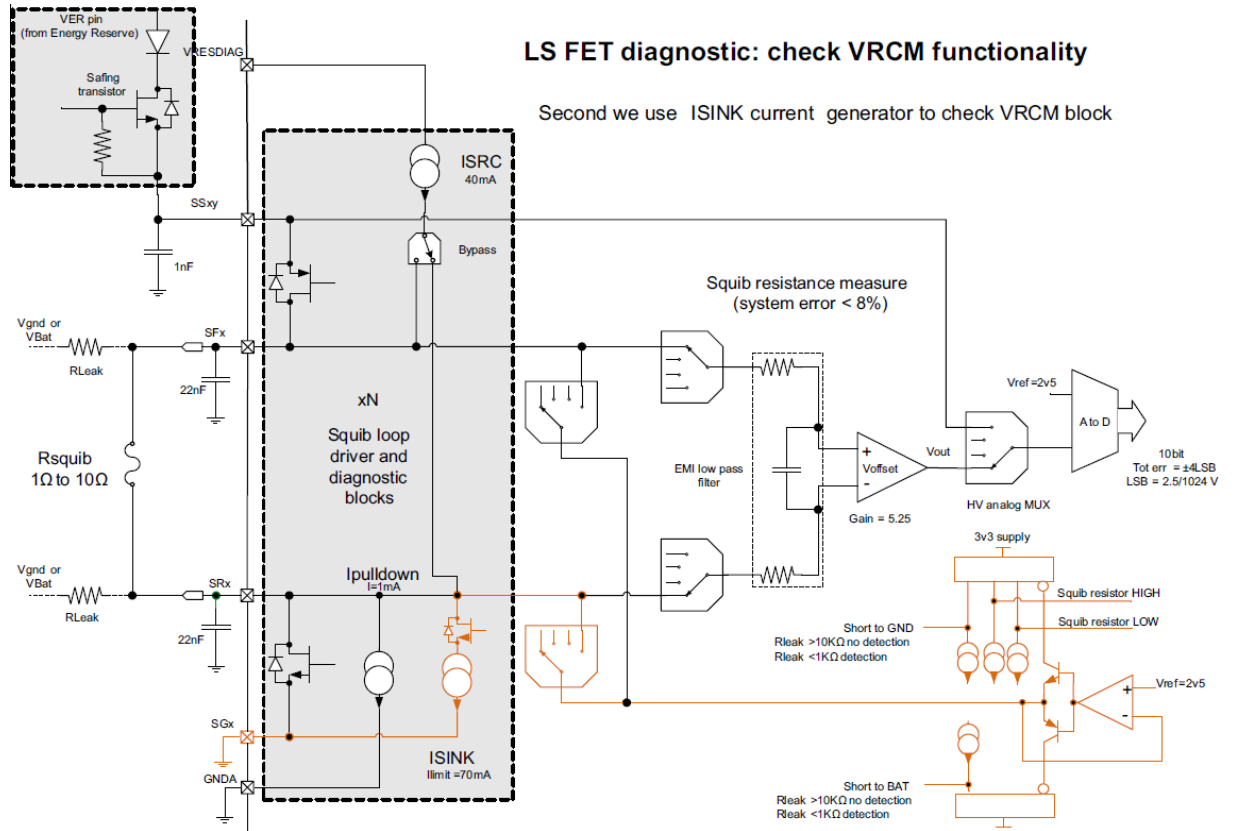 VER pin
(from Energy Reserve)
VRESDIAG
LS FET diagnostic: check VRCM functionality
Safing
transistor
Second we use ISINK current generator to check VRCM block
ISRC
40mA
SSxy
Bypass
1nF
Squib resistance measure
(system error < 8%)
Vgnd or
VBat
SFx
RLeak
22nF
Vref=2v5
A to D
xN
Squib loop
driver and
diagnostic
blocks
Rsquib
1Ω to 10Ω
EMI low pass
filter
+
Voffset
-
Vout
Gain = 5.25
HV analog MUX
10bit
Tot err = ±4LSB
LSB = 2.5/1024 V
3v3 supply
Vgnd or
VBat
SRx
Ipulldown
I=1mA
RLeak
22nF
Squib resistor HIGH
Squib resistor LOW
Short to GND
Rleak >10KΩ no detection
Rleak <1KΩ detection
+
Vref=2v5
-
SGx
ISINK
Ilimit =70mA
GNDA
Short to BAT
Rleak >10KΩ no detection
Rleak <1KΩ detection